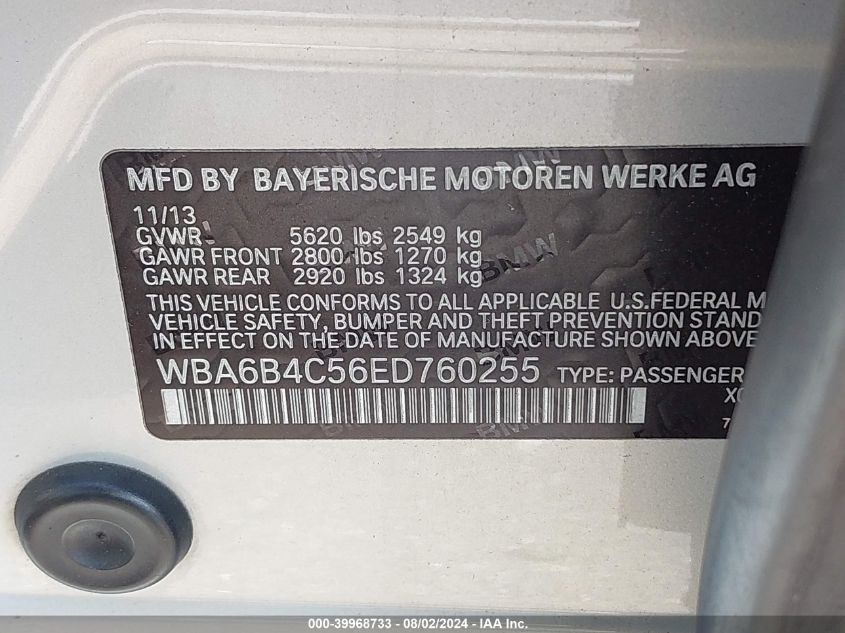 MFD BY BAYERISCHE MOTOREN WERKE AG
11/13
GVWR 5620 lbs 2549 kg
GAWR FRONT 2800 lbs 1270 kg
GAWR REAR 2920 lbs 1324 kg
THIS VEHICLE CONFORMS TO ALL APPLICABLE U.S.FEDERAL M
VEHICLE SAFETY, BUMPER AND THEFT PREVENTION STAND
IN EFFECT ON THE DATE OF MANUFACTURE SHOWN ABOVE
WBA6B4C56ED760255 TYPE: PASSENGER
000-39968733 / 08/02/2024 - IAA Inc.